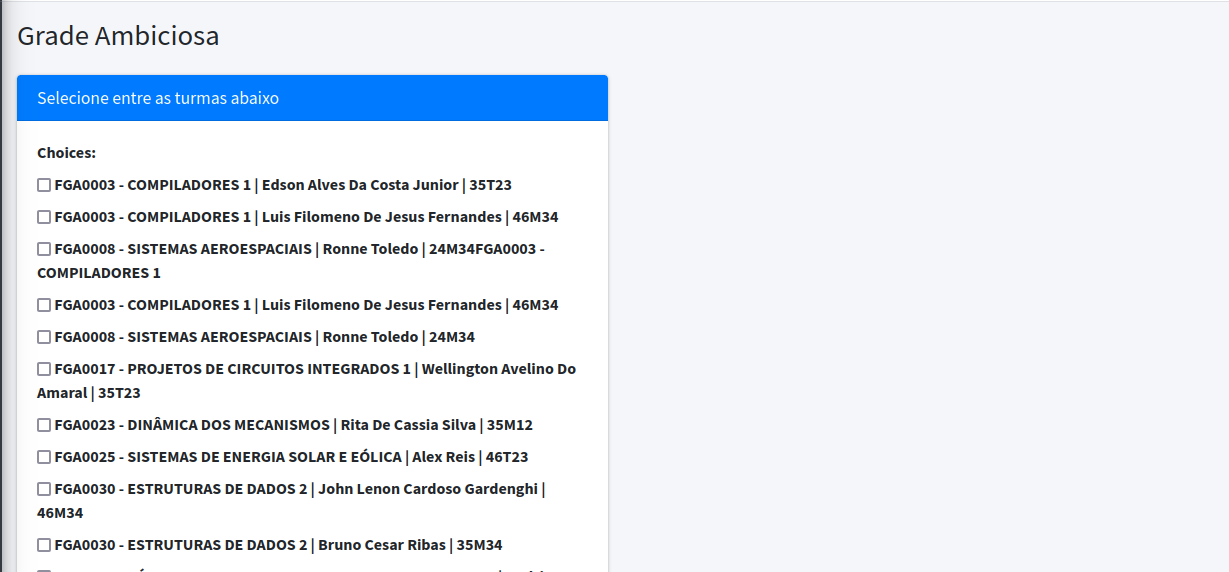 Grade Ambiciosa
Selecione entre as turmas abaixo
Choices:
FGA0003 - COMPILADORES 1 | Edson Alves Da Costa Junior | 35T23
FGA0003 - COMPILADORES 1 | Luis Filomeno De Jesus Fernandes | 46M34
FGA0008 - SISTEMAS AEROESPACIAIS | Ronne Toledo | 24M34FGA0003 -
COMPILADORES 1
FGA0003 - COMPILADORES 1 | Luis Filomeno De Jesus Fernandes | 46M34
FGA0008 - SISTEMAS AEROESPACIAIS | Ronne Toledo | 24M34
FGA0017 - PROJETOS DE CIRCUITOS INTEGRADOS 1 | Wellington Avelino Do
Amaral | 35T23
FGA0023 - DINÂMICA DOS MECANISMOS | Rita De Cassia Silva | 35M12
FGA0025 - SISTEMAS DE ENERGIA SOLAR E EÓLICA | Alex Reis | 46T23
FGA0030 - ESTRUTURAS DE DADOS 2 | John Lenon Cardoso Gardenghi |
46M34
FGA0030 - ESTRUTURAS DE DADOS 2 | Bruno Cesar Ribas | 35M34